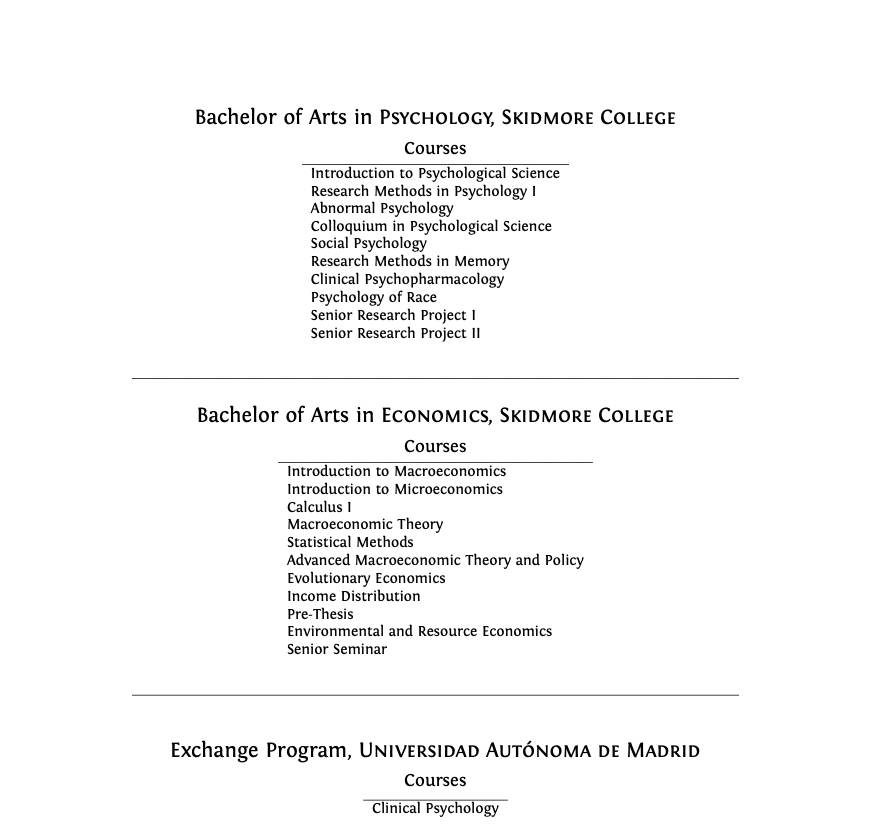 Bachelor of Arts in Psychology, Skidmore College
Courses
Introduction to Psychological Science
Research Methods in Psychology I
Abnormal Psychology
Colloquium in Psychological Science
Social Psychology
Research Methods in Memory
Clinical Psychopharmacology
Psychology of Race
Senior Research Project I
Senior Research Project II
Bachelor of Arts in Economics, Skidmore College
Courses
Introduction to Macroeconomics
Introduction to Microeconomics
Calculus I
Macroeconomic Theory
Statistical Methods
Advanced Macroeconomic Theory and Policy
Evolutionary Economics
Income Distribution
Pre-Thesis
Environmental and Resource Economics
Senior Seminar
Exchange Program, Universidad Autónoma de Madrid
Courses
Clinical Psychology